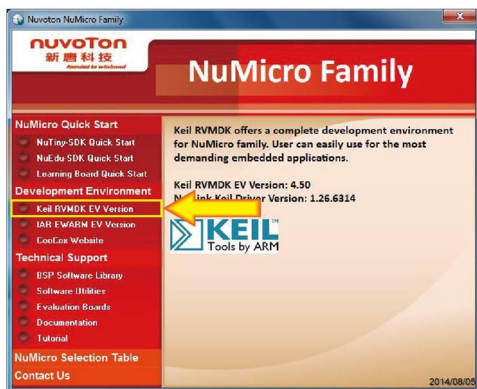 Nuvoton NuMicro Family
nuvoTon
新唐科技
NuMicro Family
NuMicro Quick Start
NuTiny-SDK Quick Start
NuEdu-SDK Quick Start
Learning Board Quick Start
Development Environment
Keil RVMDK EV Version
IAR EWARM EV Version
CooCox Website
Technical Support
BSP Software Library
Software Utilities
Evaluation Boards
Documentation
Tutorial
NuMicro Selection Table
Contact Us
Keil RVMDK offers a complete development environment
for NuMicro family. User can easily use for the most
demanding embedded applications.
Keil RVMDK EV Version: 4.50
Keil Driver Version: 1.26.6314
KEIL
Tools by ARM
2014/08/05